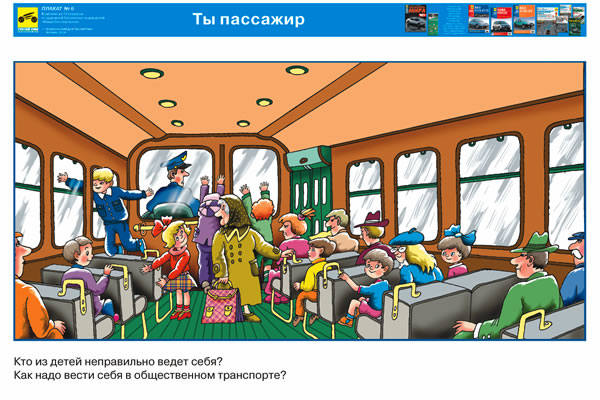 ПЛАКАТ № 6
Ты пассажир
Кто из детей неправильно ведет себя?
Как надо вести себя в общественном транспорте?